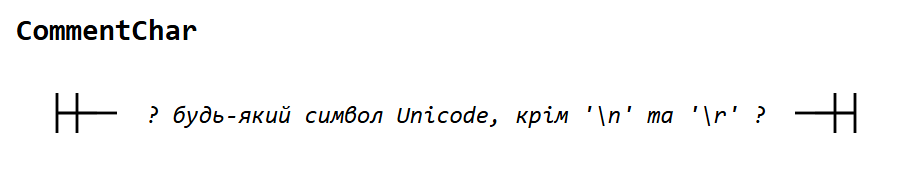 CommentChar
? будь-який символ Unicode, крім '\n' та '\r' ?